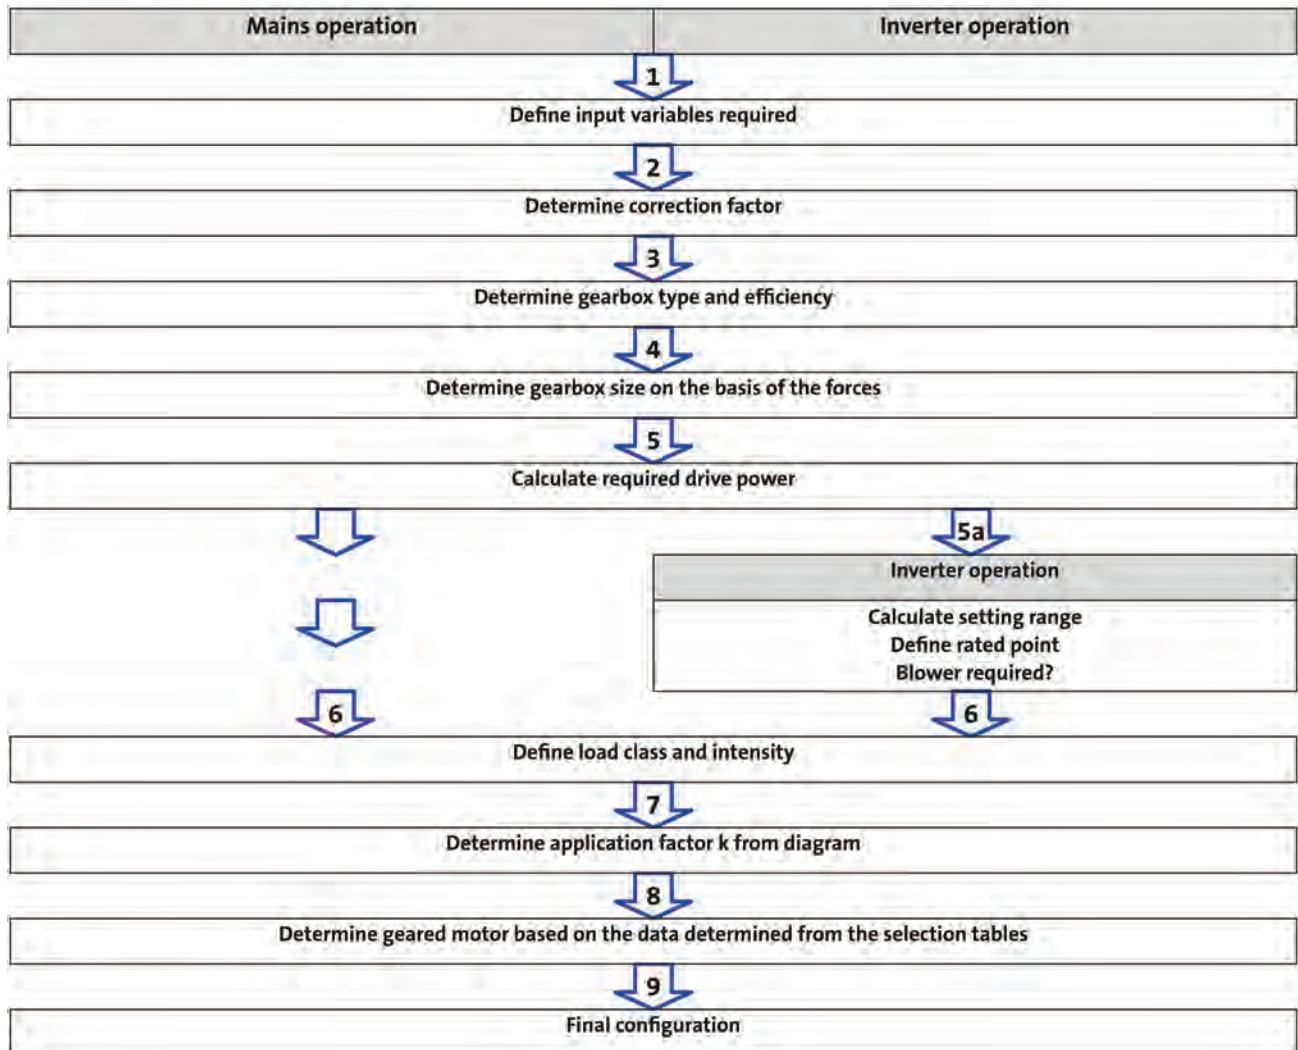 Mains operation
Inverter operation
1
Define input variables required
2
Determine correction factor
3
Determine gearbox type and efficiency
4
Determine gearbox size on the basis of the forces
5
Calculate required drive power
5a
Inverter operation
Calculate setting range
Define rated point
Blower required?
6
6
Define load class and intensity
7
Determine application factor k from diagram
8
Determine geared motor based on the data determined from the selection tables
9
Final configuration